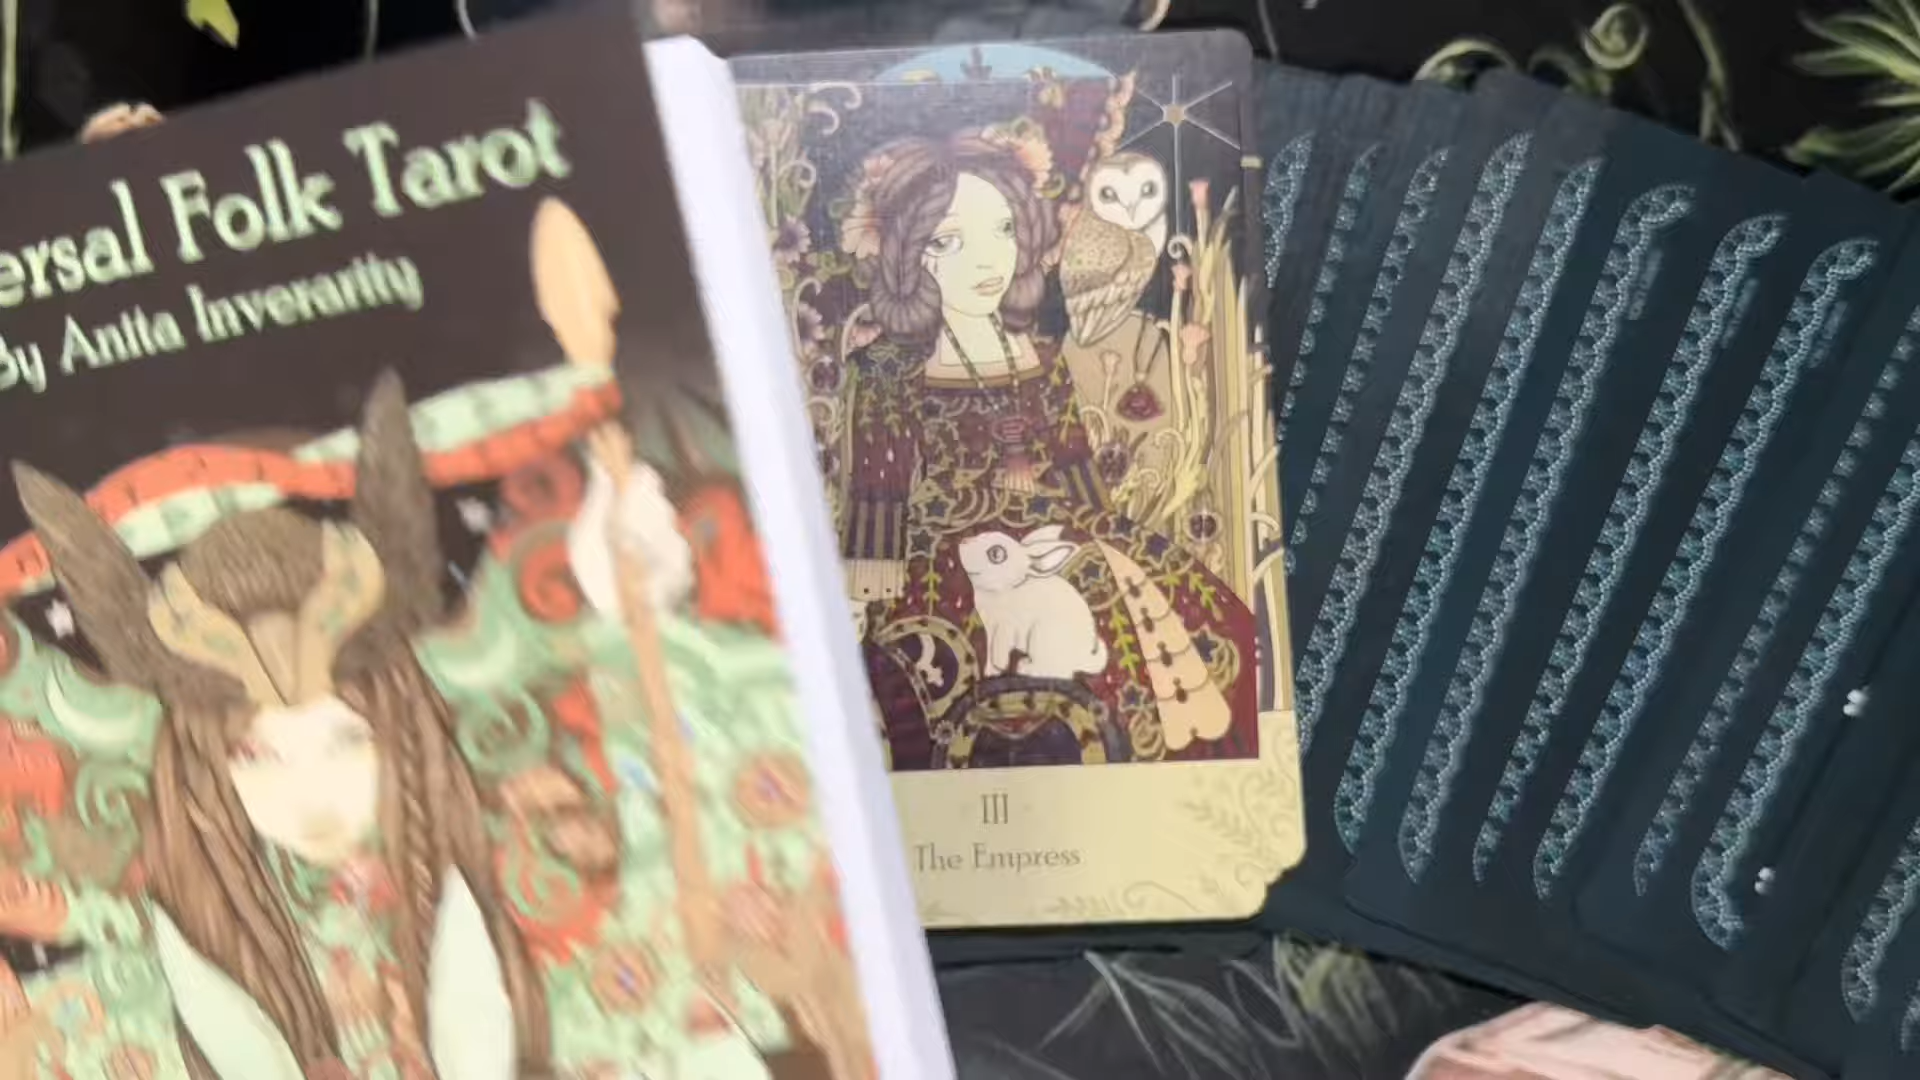 ersal Folk Tarot
By Anita Inverarity
III
The Empress